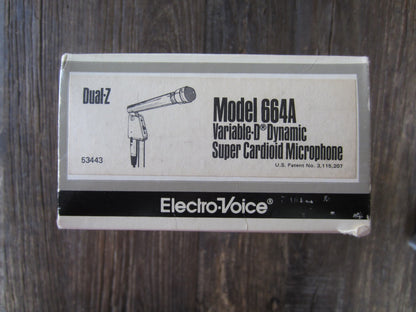 Dual-Z
Model 664A
Variable-D® Dynamic
Super Cardioid Microphone
U.S. Patent No. 3,115,207
53443
Electro-Voice®